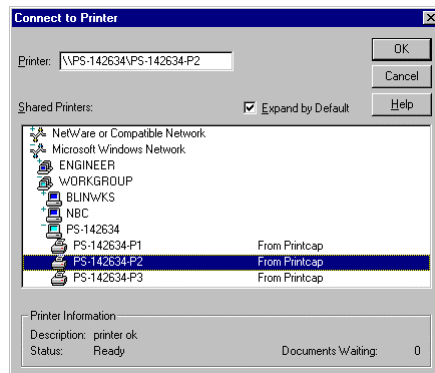 Connect to Printer
Printer: \\PS-142634\PS-142634-P2
OK
Cancel
Help
Shared Printers:
Expand by Default
NetWare or Compatible Network
Microsoft Windows Network
ENGINEER
WORKGROUP
BLINWKS
NBC
PS-142634
PS-142634-P1 From Printcap
PS-142634-P2 From Printcap
PS-142634-P3 From Printcap
Printer Information
Description: printer ok
Status: Ready Documents Waiting: 0